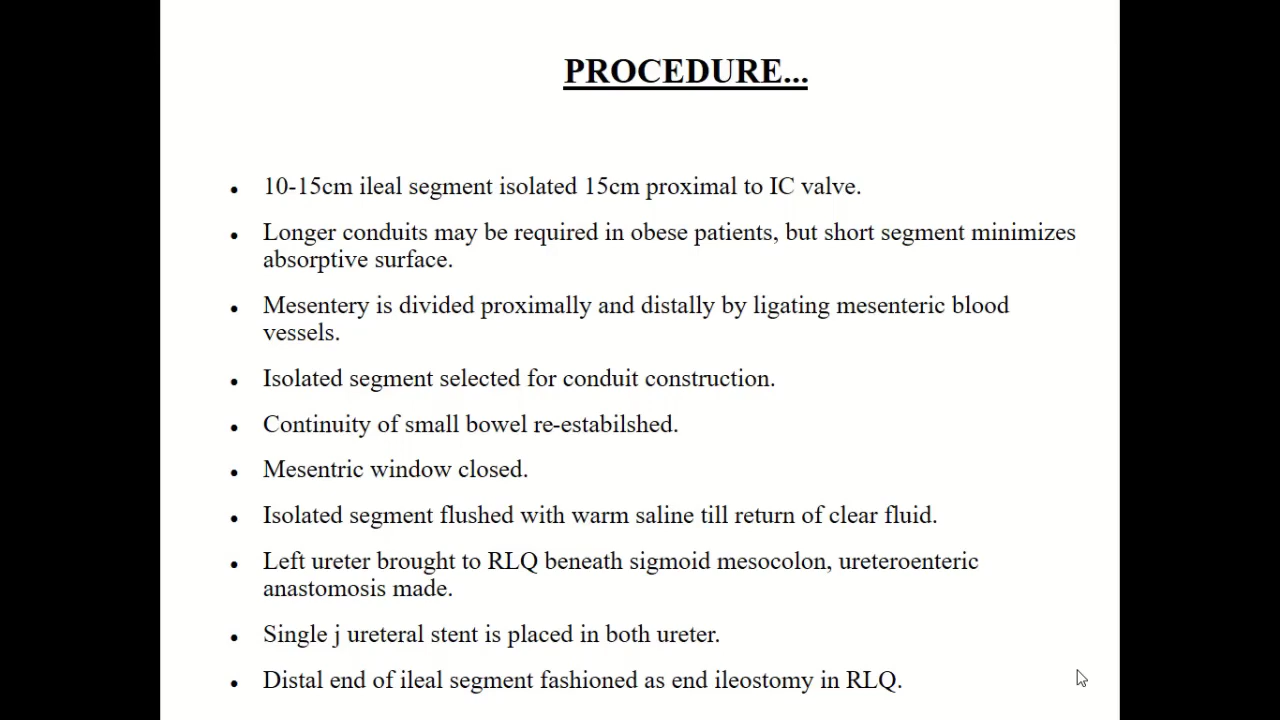 PROCEDURE...
• 10-15cm ileal segment isolated 15cm proximal to IC valve.
• Longer conduits may be required in obese patients, but short segment minimizes
absorptive surface.
• Mesentery is divided proximally and distally by ligating mesenteric blood
vessels.
• Isolated segment selected for conduit construction.
• Continuity of small bowel re-estabilshed.
• Mesentric window closed.
• Isolated segment flushed with warm saline till return of clear fluid.
• Left ureter brought to RLQ beneath sigmoid mesocolon, ureteroenteric
anastomosis made.
• Single j ureteral stent is placed in both ureter.
• Distal end of ileal segment fashioned as end ileostomy in RLQ.